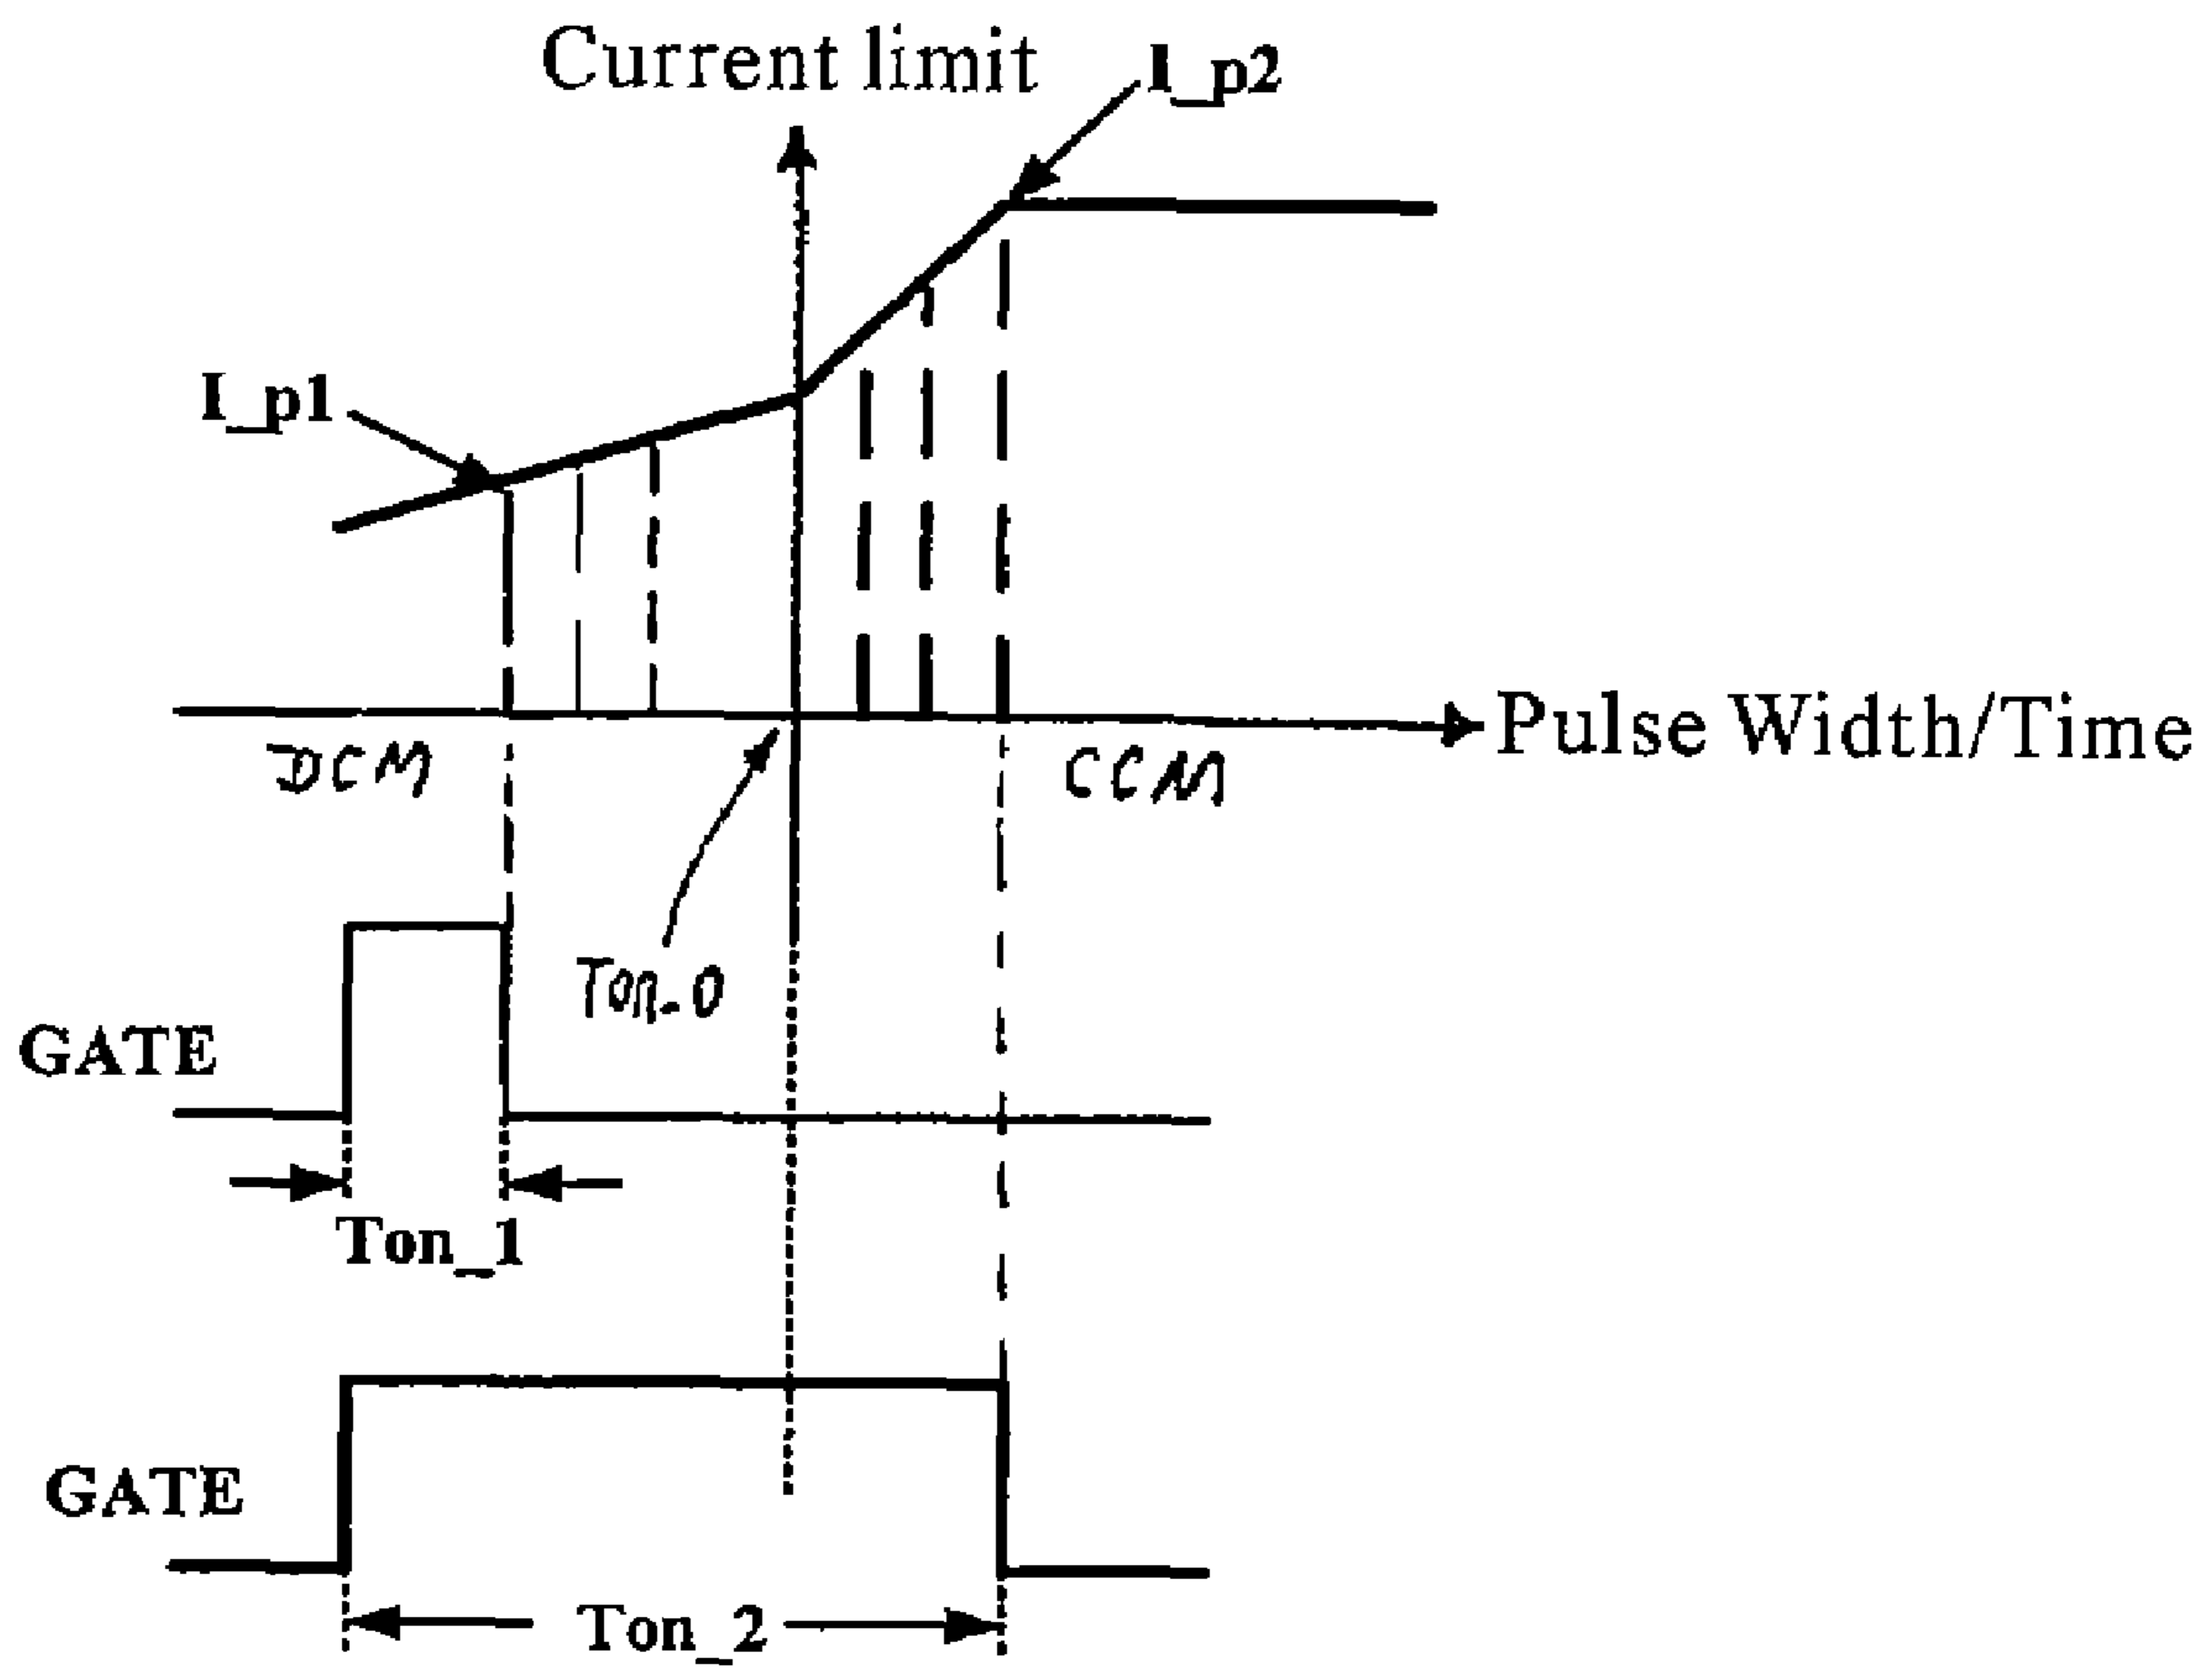 Current limit
I_p2
I_p1
Pulse Width/Time
DCM
CCM
Ton-0
GATE
Ton_1
GATE
Ton_2